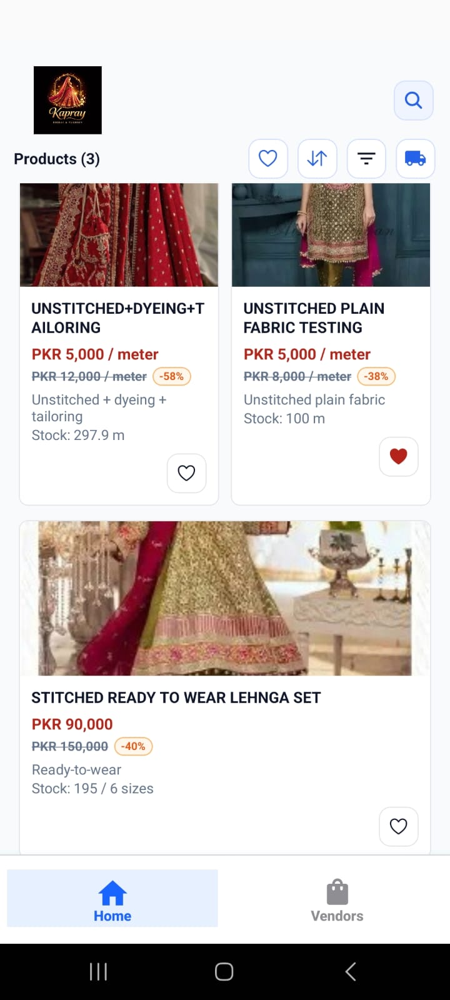 Kapray
Products (3)
UNSTITCHED+DYEING+T
AILORING
PKR 5,000 / meter
PKR 12,000 / meter -58%
Unstitched + dyeing +
tailoring
Stock: 297.9 m
UNSTITCHED PLAIN
FABRIC TESTING
PKR 5,000 / meter
PKR 8,000 / meter -38%
Unstitched plain fabric
Stock: 100 m
STITCHED READY TO WEAR LEHNGA SET
PKR 90,000
PKR 150,000 -40%
Ready-to-wear
Stock: 195 / 6 sizes
Home
Vendors